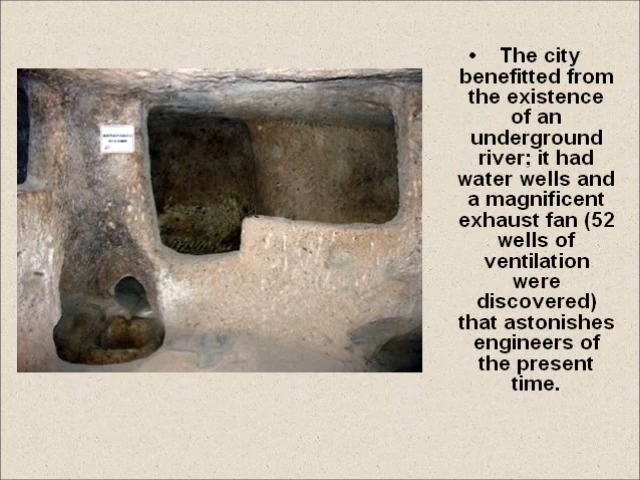 • The city
benefitted from
the existence
of an
underground
river; it had
water wells and
a magnificent
exhaust fan (52
wells of
ventilation
were
discovered)
that astonishes
engineers of
the present
time.